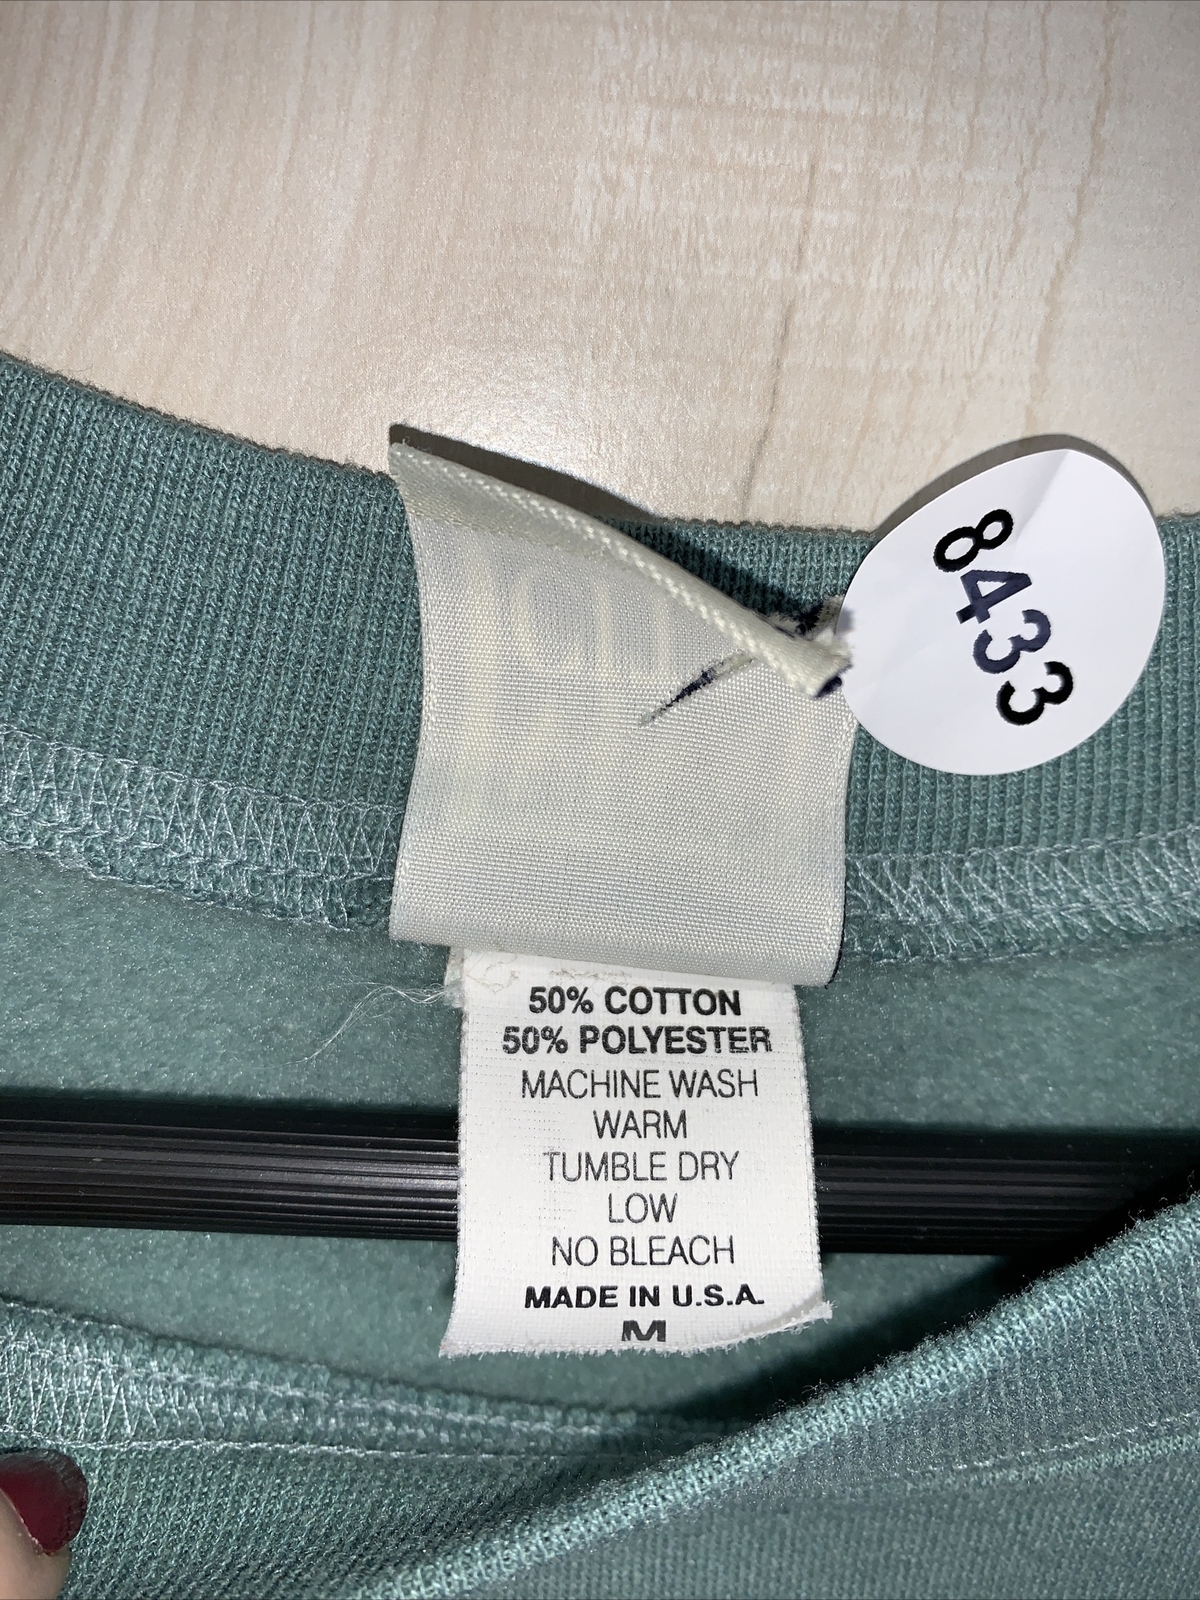 8433
50% COTTON
50% POLYESTER
MACHINE WASH
WARM
TUMBLE DRY
LOW
NO BLEACH
MADE IN U.S.A.
M